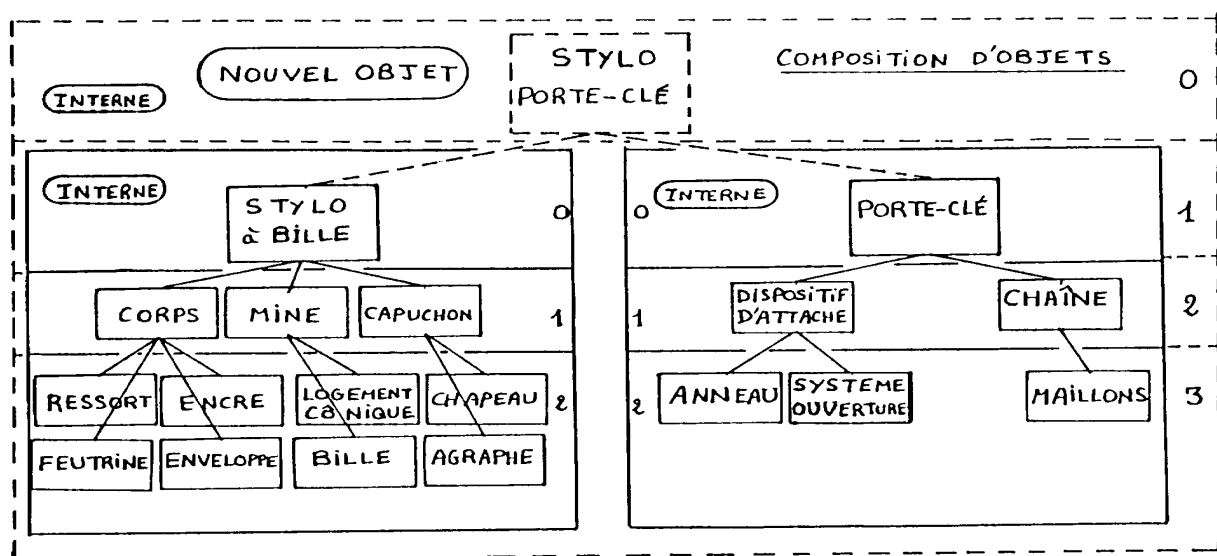 NOUVEL OBJET
STYLO
PORTE-CLÉ
COMPOSITION D'OBJETS
INTERNE
0
INTERNE
STYLO
à BILLE
0
0
INTERNE
PORTE-CLÉ
1
CORPS
MINE
CAPUCHON
1
1
DISPOSITIF
D'ATTACHE
CHAÎNE
2
RESSORT
ENCRE
LOGEMENT
CONIQUE
CHAPEAU
2
2
ANNEAU
SYSTEME
OUVERTURE
MAILLONS
3
FEUTRINE
ENVELOPPE
BILLE
AGRAPHE